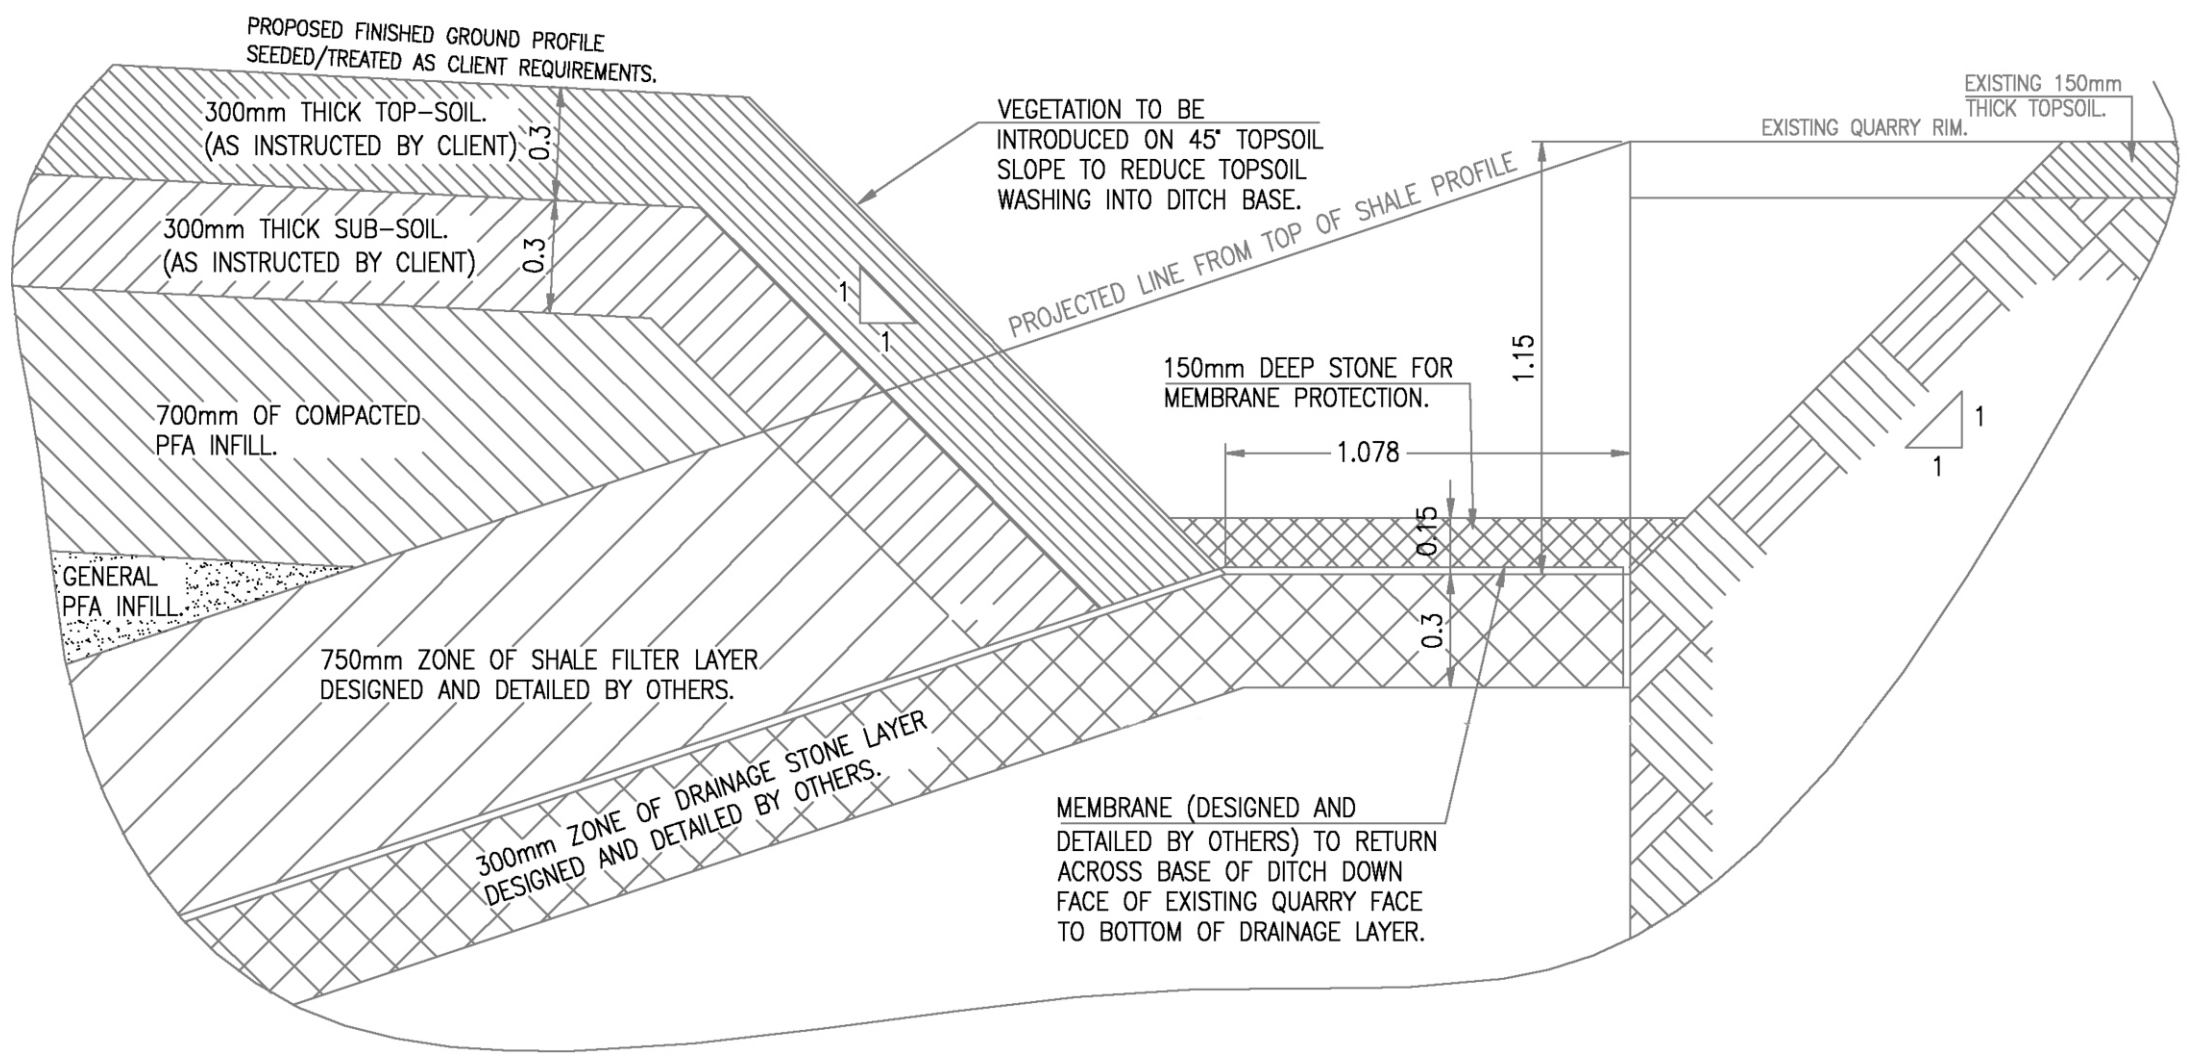 PROPOSED FINISHED GROUND PROFILE
SEEDED/TREATED AS CLIENT REQUIREMENTS.
300mm THICK TOP-SOIL.
(AS INSTRUCTED BY CLIENT)
0.3
300mm THICK SUB-SOIL.
(AS INSTRUCTED BY CLIENT)
0.3
700mm OF COMPACTED
PFA INFILL.
GENERAL
PFA INFILL.
750mm ZONE OF SHALE FILTER LAYER
DESIGNED AND DETAILED BY OTHERS.
300mm ZONE OF DRAINAGE STONE LAYER
DESIGNED AND DETAILED BY OTHERS.
1
1
VEGETATION TO BE
INTRODUCED ON 45° TOPSOIL
SLOPE TO REDUCE TOPSOIL
WASHING INTO DITCH BASE.
PROJECTED LINE FROM TOP OF SHALE PROFILE
150mm DEEP STONE FOR
MEMBRANE PROTECTION.
1.15
1.078
0.15
0.3
MEMBRANE (DESIGNED AND
DETAILED BY OTHERS) TO RETURN
ACROSS BASE OF DITCH DOWN
FACE OF EXISTING QUARRY FACE
TO BOTTOM OF DRAINAGE LAYER.
EXISTING QUARRY RIM.
EXISTING 150mm
THICK TOPSOIL.
1
1